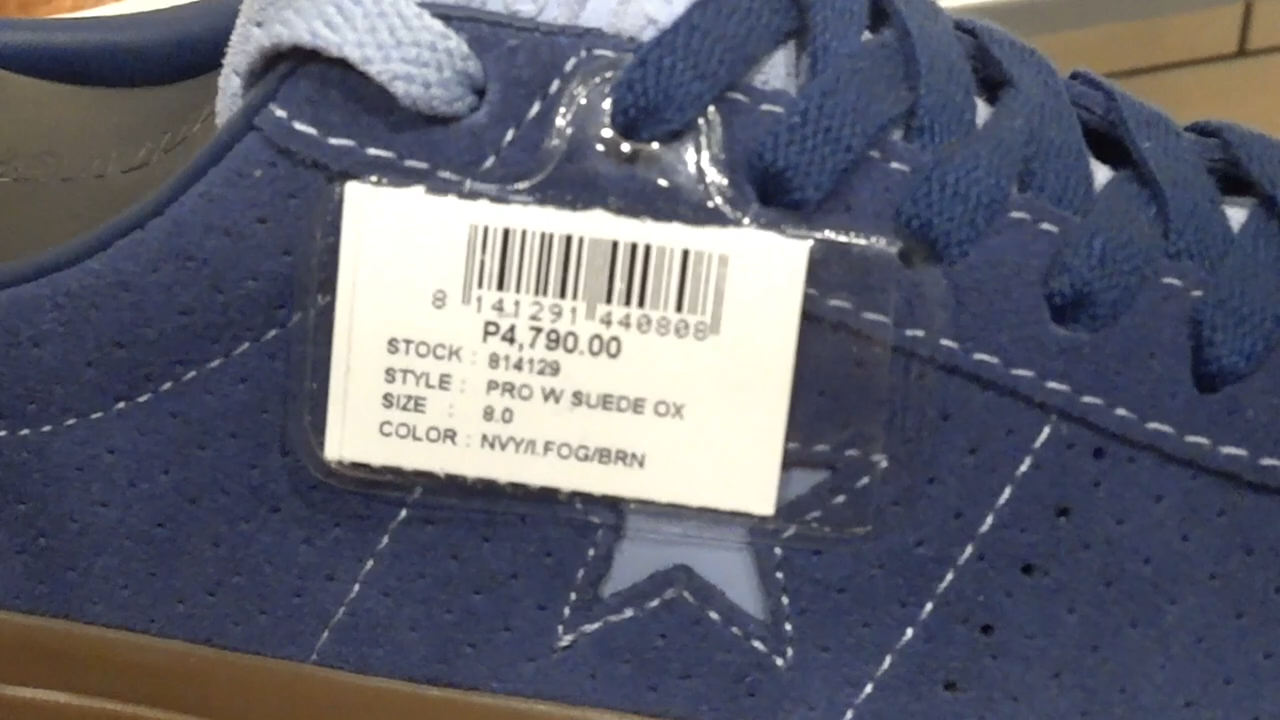 8 141291 440808
P4,790.00
STOCK : 814129
STYLE : PRO W SUEDE OX
SIZE : 8.0
COLOR : NVY/I.FOG/BRN